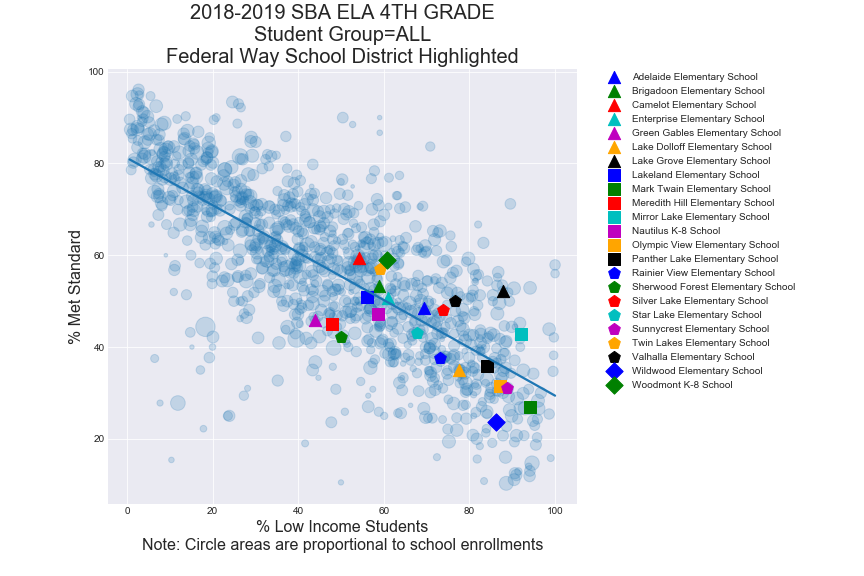 2018-2019 SBA ELA 4TH GRADE
Student Group=ALL
Federal Way School District Highlighted
% Met Standard
100
80
60
40
20
0
20
40
60
80
100
% Low Income Students
Note: Circle areas are proportional to school enrollments
Adelaide Elementary School
Brigadoon Elementary School
Camelot Elementary School
Enterprise Elementary School
Green Gables Elementary School
Lake Dolloff Elementary School
Lake Grove Elementary School
Lakeland Elementary School
Mark Twain Elementary School
Meredith Hill Elementary School
Mirror Lake Elementary School
Nautilus K-8 School
Olympic View Elementary School
Panther Lake Elementary School
Rainier View Elementary School
Sherwood Forest Elementary School
Silver Lake Elementary School
Star Lake Elementary School
Sunnycrest Elementary School
Twin Lakes Elementary School
Valhalla Elementary School
Wildwood Elementary School
Woodmont K-8 School